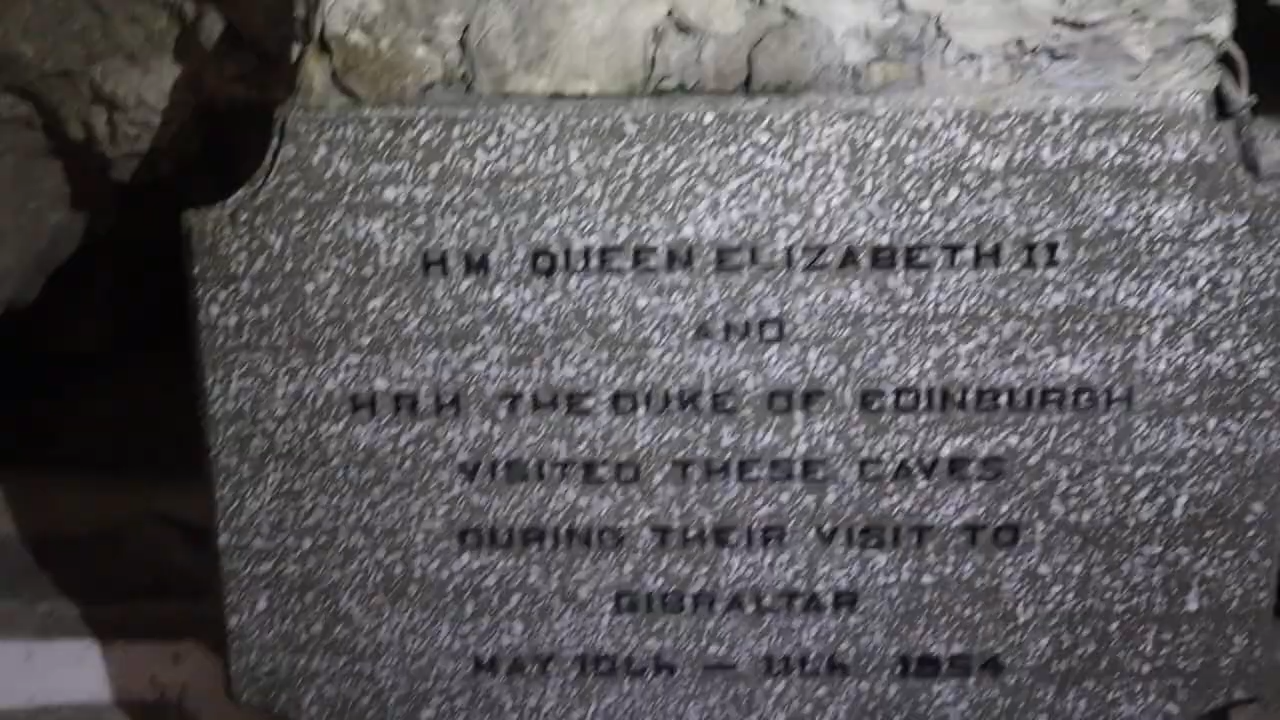 H M QUEEN ELIZABETH II
AND
H R H THE DUKE OF EDINBURGH
VISITED THESE CAVES
DURING THEIR VISIT TO
GIBRALTAR
MAY 10th — 11th 1954